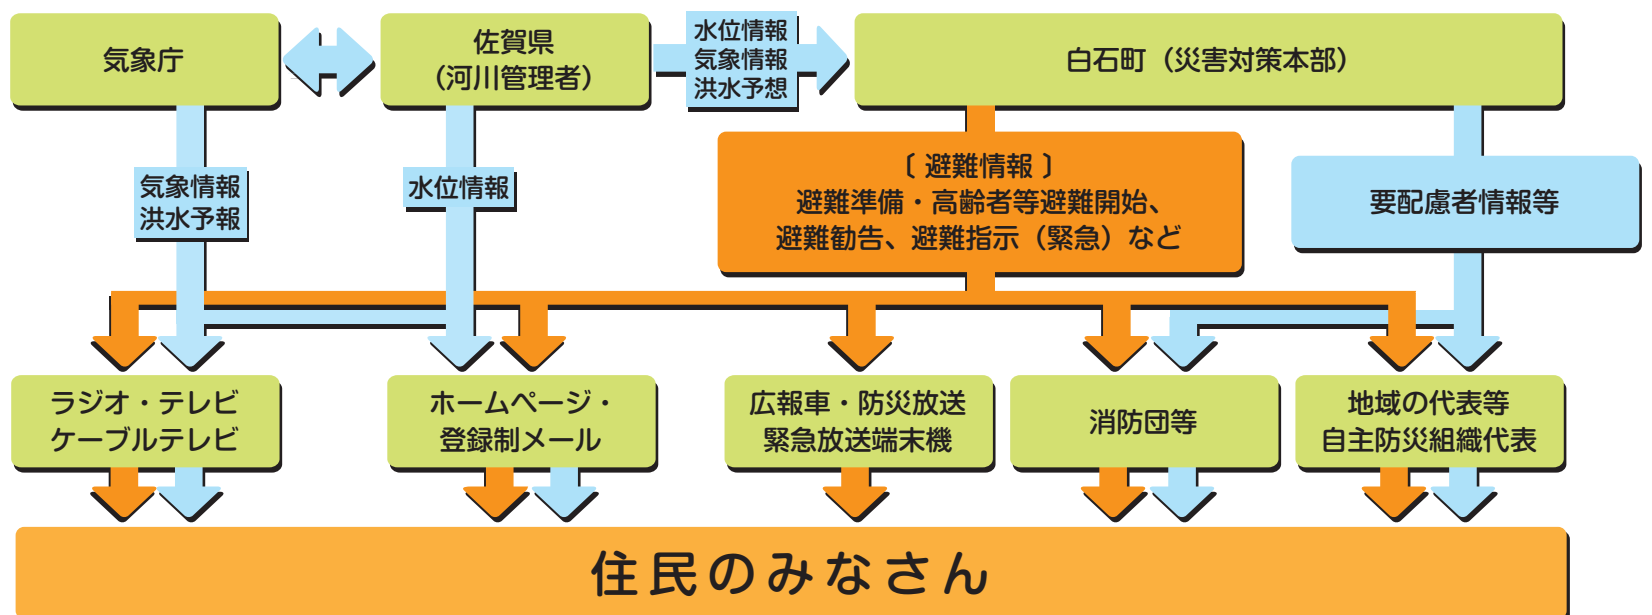 気象庁
佐賀県
（河川管理者）
水位情報
気象情報
洪水予想
白石町（災害対策本部）
気象情報
洪水予報
水位情報
〔 避難情報 〕
避難準備・高齢者等避難開始、
避難勧告、避難指示（緊急）など
要配慮者情報等
ラジオ・テレビ
ケーブルテレビ
ホームページ・
登録制メール
広報車・防災放送
緊急放送端末機
消防団等
地域の代表等
自主防災組織代表
住民のみなさん